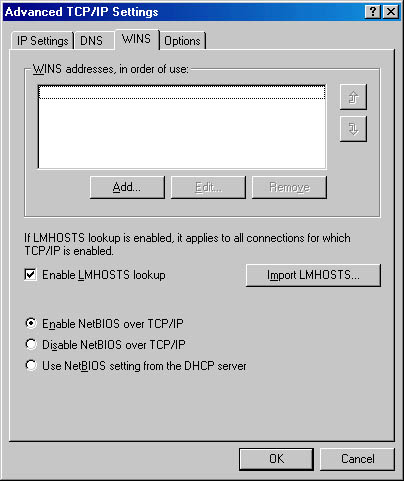 Advanced TCP/IP Settings
IP Settings DNS WINS Options
WINS addresses, in order of use:
Add... Edit... Remove
If LMHOSTS lookup is enabled, it applies to all connections for which
TCP/IP is enabled.
Enable LMHOSTS lookup Import LMHOSTS...
Enable NetBIOS over TCP/IP
Disable NetBIOS over TCP/IP
Use NetBIOS setting from the DHCP server
OK Cancel